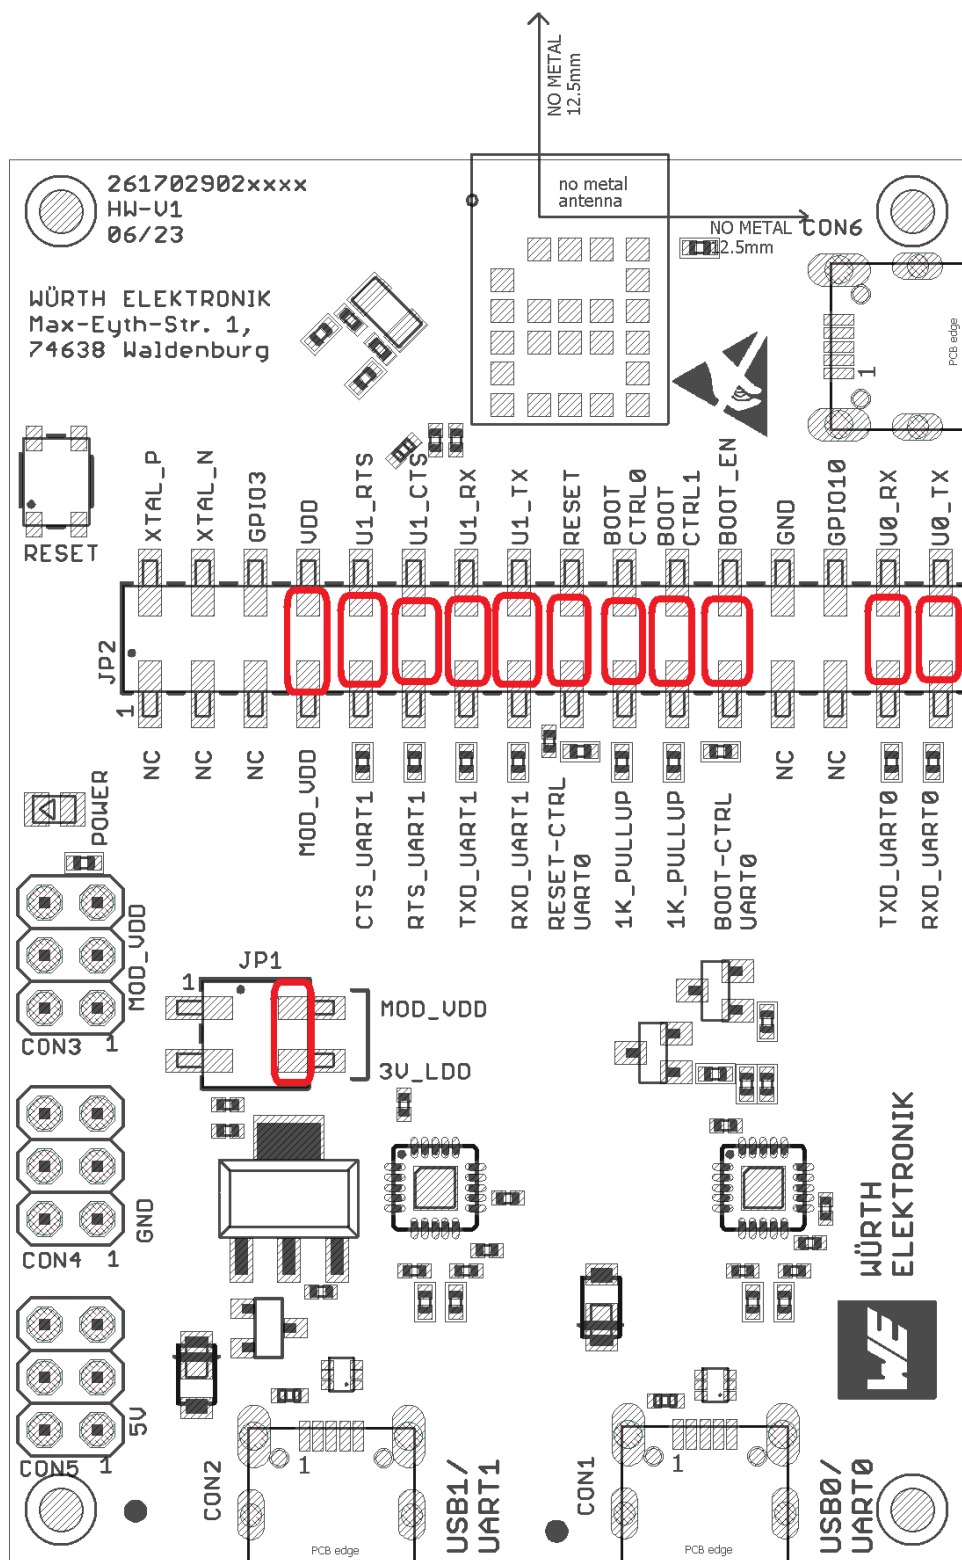 NO METAL
12.5mm
261702902xxxx
HW-V1
06/23
no metal
antenna
NO METAL
12.5mm
CON6
WÜRTH ELEKTRONIK
Max-Eyth-Str. 1,
74638 Waldenburg
PCB edge
1
RESET
XTAL_P
XTAL_N
GPIO3
VDD
U1_RTS
U1_CTS
U1_RX
U1_TX
RESET
BOOT
CTRL0
BOOT
CTRL1
BOOT_EN
GND
GPIO10
U0_RX
U0_TX
JP2
1
NC
NC
NC
MOD_VDD
CTS_UART1
RTS_UART1
TXD_UART1
RXD_UART1
RESET-CTRL
UART0
1K_PULLUP
1K_PULLUP
BOOT-CTRL
UART0
NC
NC
TXD_UART0
RXD_UART0
POWER
MOD_VDD
CON3 1
JP1
1
MOD_VDD
3V_LDO
GND
CON4 1
WÜRTH
ELEKTRONIK
WE
5V
CON5 1
CON2
1
USB1/
UART1
PCB edge
CON1
1
USB0/
UART0
PCB edge